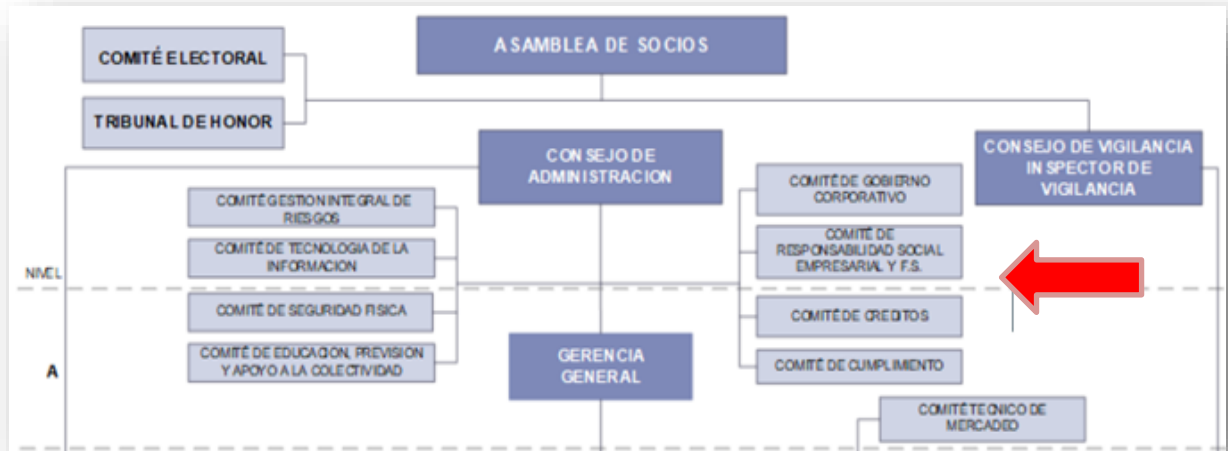 ASAMBLEA DE SOCIOS
COMITÉ ELECTORAL
TRIBUNAL DE HONOR
CONSEJO DE
ADMINISTRACION
CONSEJO DE VIGILANCIA
INSPECTOR DE
VIGILANCIA
COMITÉ GESTION INTEGRAL DE
RIESGOS
COMITÉ DE TECNOLOGIA DE LA
INFORMACION
COMITÉ DE SEGURIDAD FISICA
COMITÉ DE EDUCACION, PREVISION
Y APOYO A LA COLECTIVIDAD
COMITÉ DE GOBIERNO
CORPORATIVO
COMITÉ DE
RESPONSABILIDAD SOCIAL
EMPRESARIAL Y F.S.
COMITÉ DE CREDITOS
COMITÉ DE CUMPLIMIENTO
NIVEL
A
GERENCIA
GENERAL
COMITÉ TECNICO DE
MERCADEO